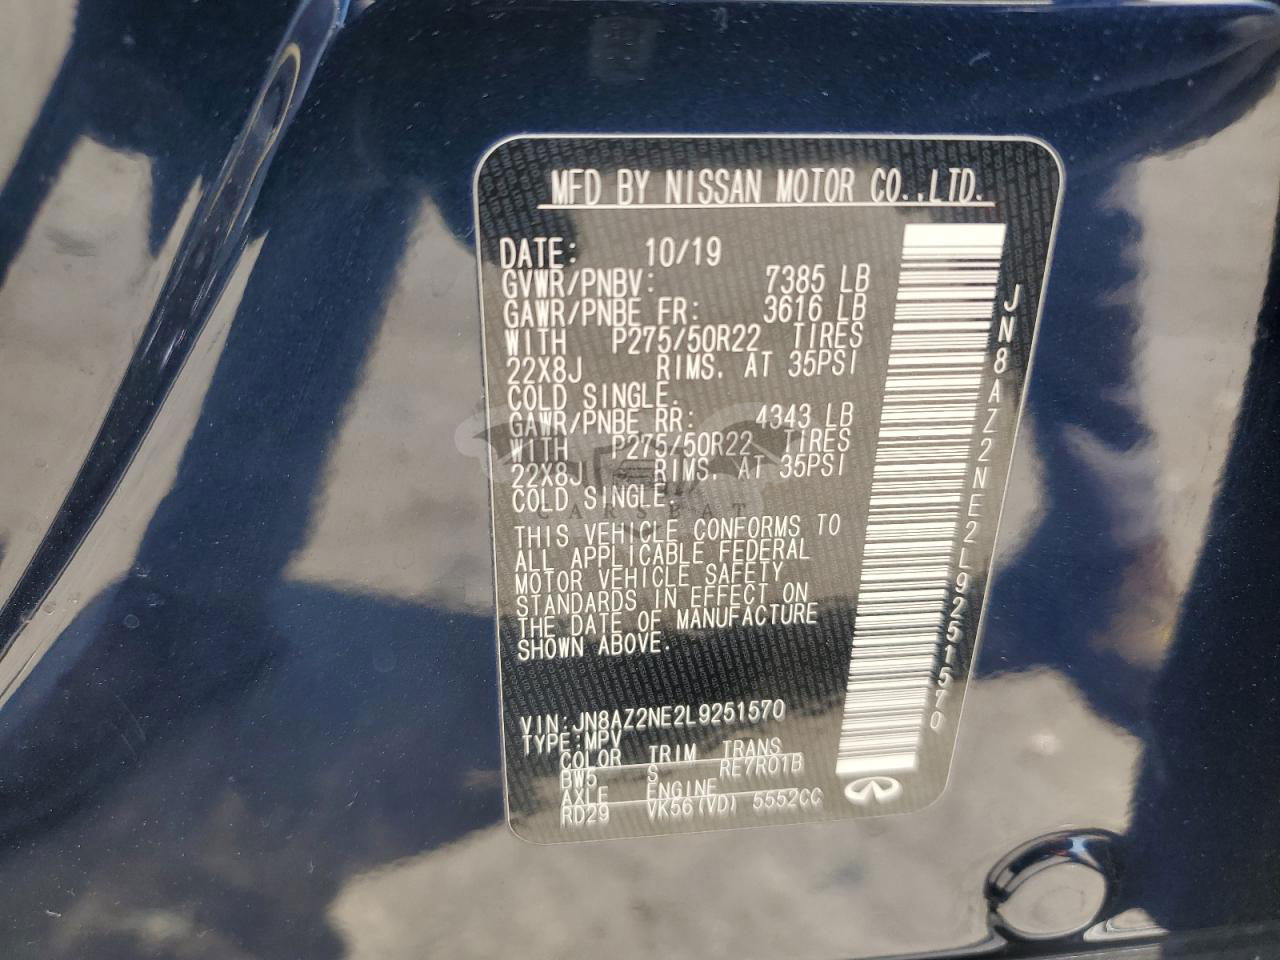 MFD BY NISSAN MOTOR CO.,LTD.
DATE: 10/19
GVWR/PNBV: 7385 LB
GAWR/PNBE FR: 3616 LB
WITH P275/50R22 TIRES
22X8J RIMS. AT 35PSI
COLD SINGLE.
GAWR/PNBE RR: 4343 LB
WITH P275/50R22 TIRES
22X8J RIMS. AT 35PSI
COLD SINGLE.
CARSPAT
THIS VEHICLE CONFORMS TO
ALL APPLICABLE FEDERAL
MOTOR VEHICLE SAFETY
STANDARDS IN EFFECT ON
THE DATE OF MANUFACTURE
SHOWN ABOVE.
VIN:JN8AZ2NE2L9251570
TYPE:MPV
COLOR TRIM TRANS
BW5 S RE7R01B
AXLE ENGINE
RD29 VK56(VD) 5552CC
JN8AZ2NE2L9251570